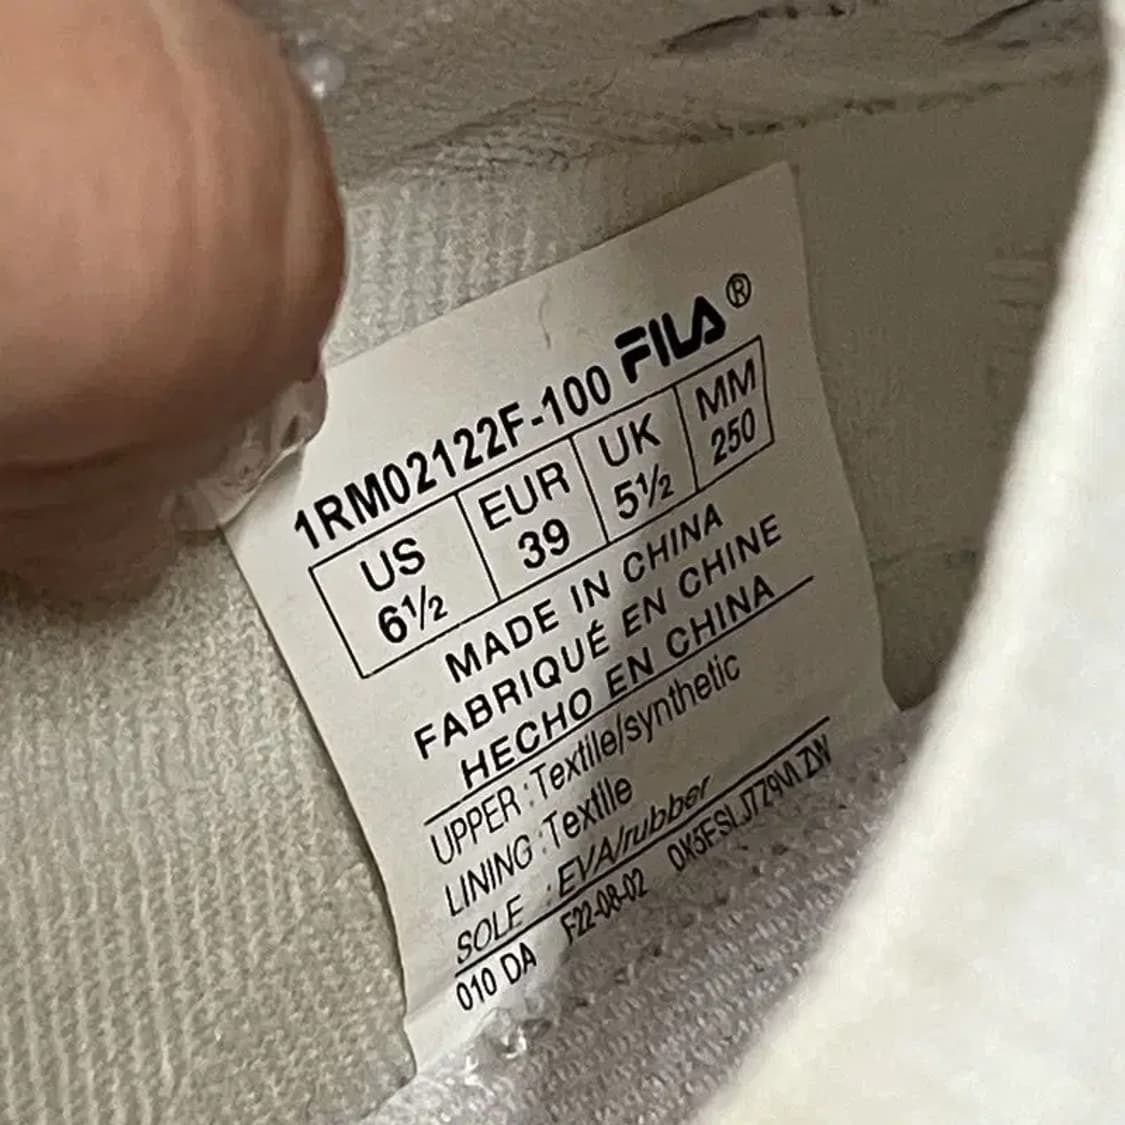 1RM02122F-100 FILA®
US EUR UK MM
6½ 39 5½ 250
MADE IN CHINA
FABRIQUÉ EN CHINE
HECHO EN CHINA
UPPER : Textile/synthetic
LINING : Textile
SOLE : EVA/rubber
010 DA F22-08-02